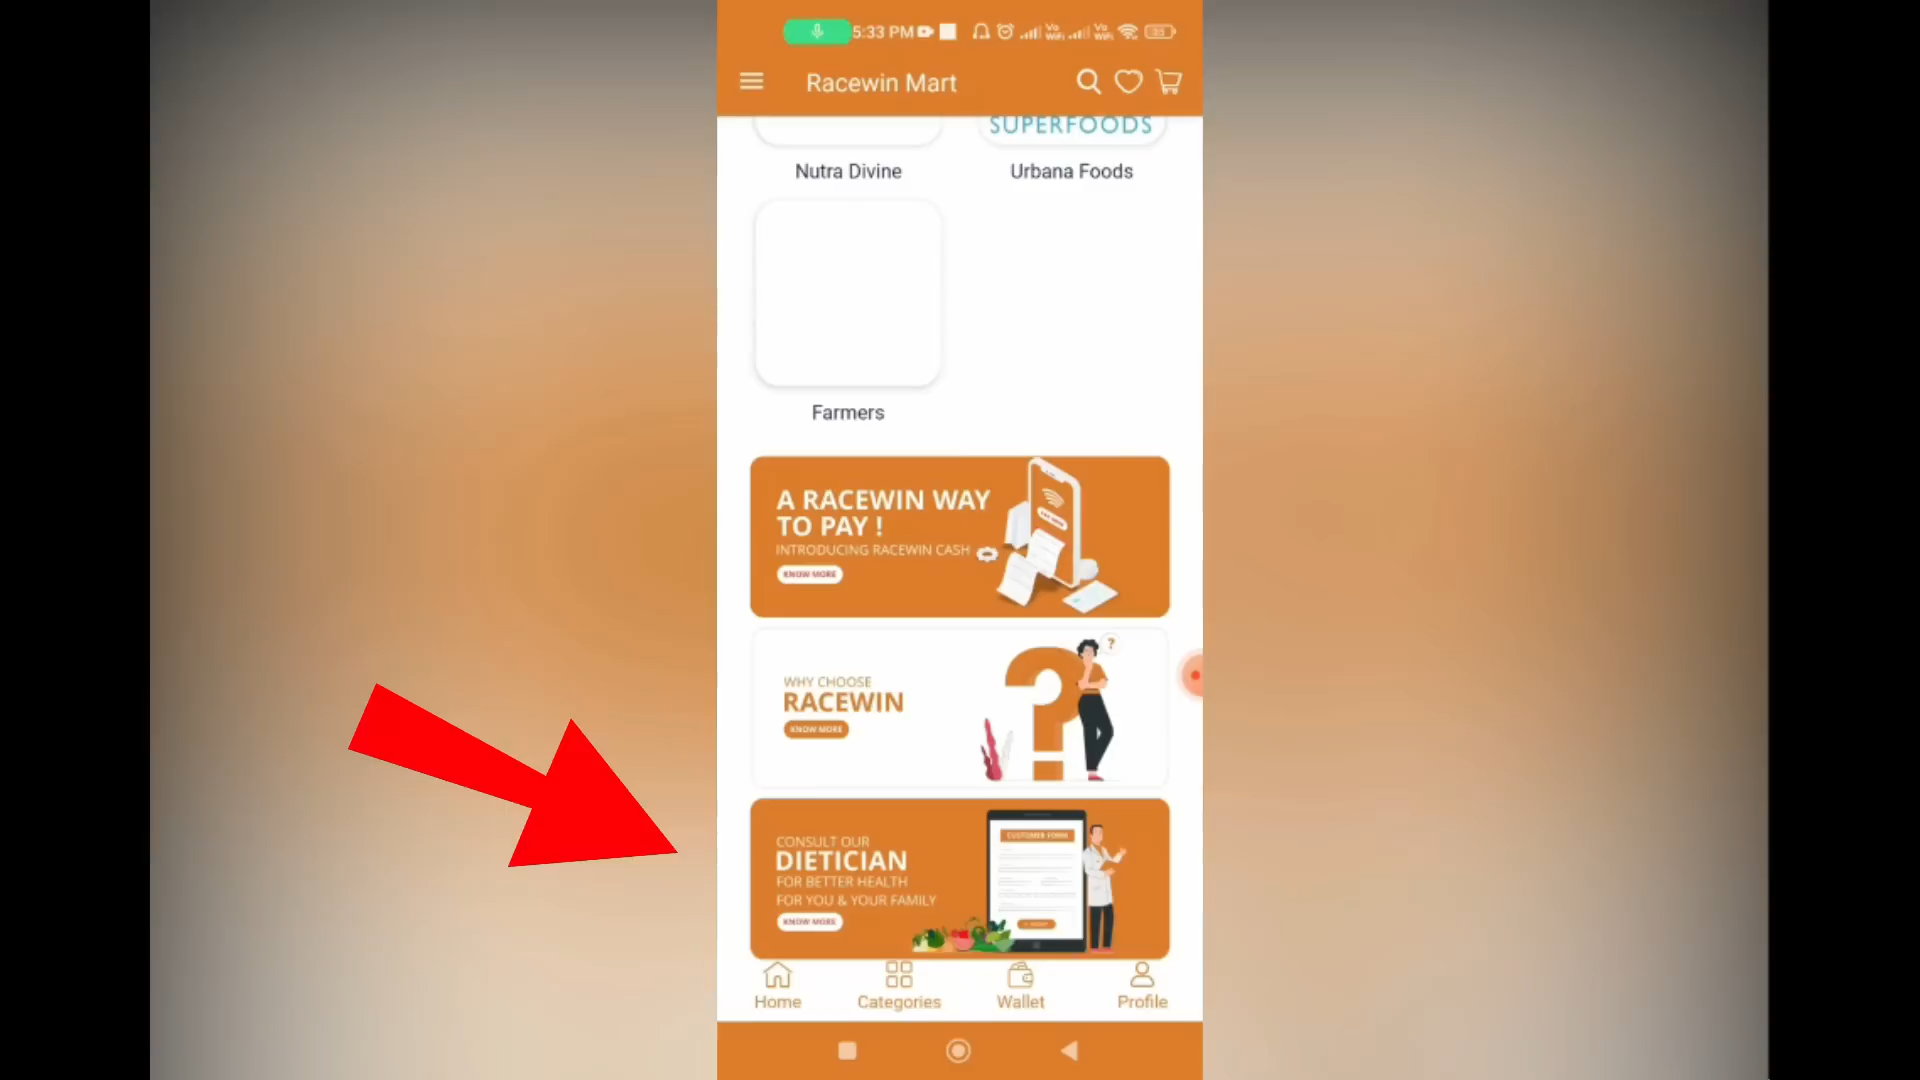 5:33 PM
Racewin Mart
SUPERFOODS
Nutra Divine
Urbana Foods
Farmers
A RACEWIN WAY
TO PAY !
INTRODUCING RACEWIN CASH
KNOW MORE
WHY CHOOSE
RACEWIN
KNOW MORE
?
CONSULT OUR
DIETICIAN
FOR BETTER HEALTH
FOR YOU & YOUR FAMILY
KNOW MORE
CUSTOMER FORM
Home
Categories
Wallet
Profile